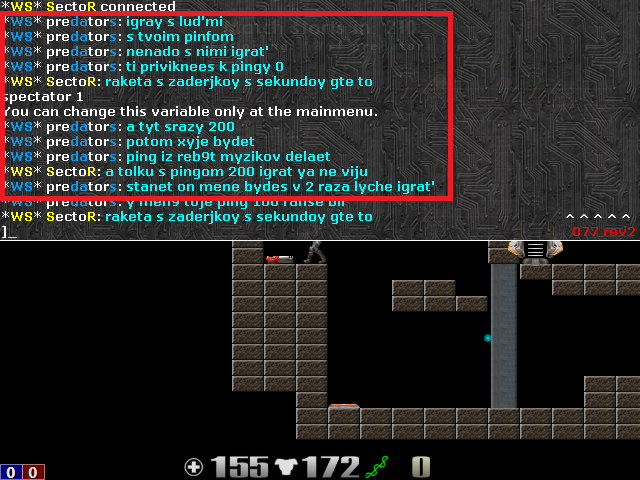 *WS* SectoR connected
*WS* predators: igray s lud'mi
*WS* predators: s tvoim pinfom
*WS* predators: nenado s nimi igrat'
*WS* predators: ti priviknees k pingy 0
*WS* SectoR: raketa s zaderjkoy s sekundoy gte to
spectator 1
You can change this variable only at the mainmenu.
*WS* predators: a tyt srazy 200
*WS* predators: potom xyje bydet
*WS* predators: ping iz reb9t myzikov delaet
*WS* SectoR: a tolku s pingom 200 igrat ya ne viju
*WS* predators: stanet on mene bydes v 2 raza lyche igrat'
*WS* predators: y men9 toje ping 100 ranse bil
*WS* SectoR: raketa s zaderjkoy s sekundoy gte to
^ ^ ^ ^ ^
]_
077 rev2
155 172 0
0 0